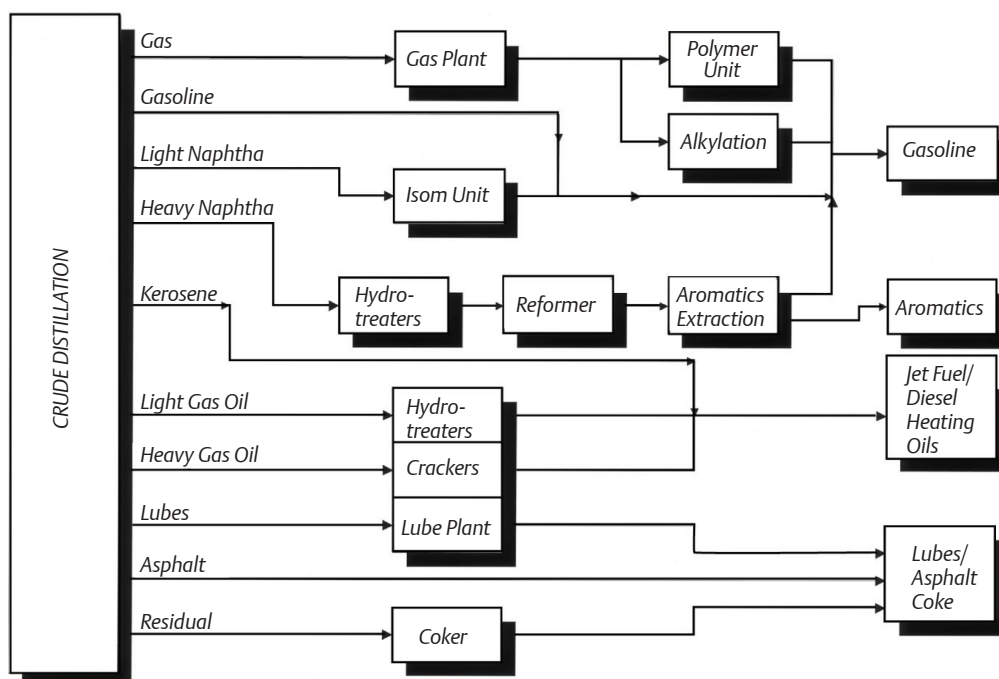 CRUDE DISTILLATION
Gas
Gas Plant
Polymer
Unit
Gasoline
Alkylation
Gasoline
Light Naphtha
Isom Unit
Heavy Naphtha
Kerosene
Hydro-
treaters
Reformer
Aromatics
Extraction
Aromatics
Light Gas Oil
Hydro-
treaters
Jet Fuel/
Diesel
Heating
Oils
Heavy Gas Oil
Crackers
Lubes
Lube Plant
Asphalt
Lubes/
Asphalt
Coke
Residual
Coker